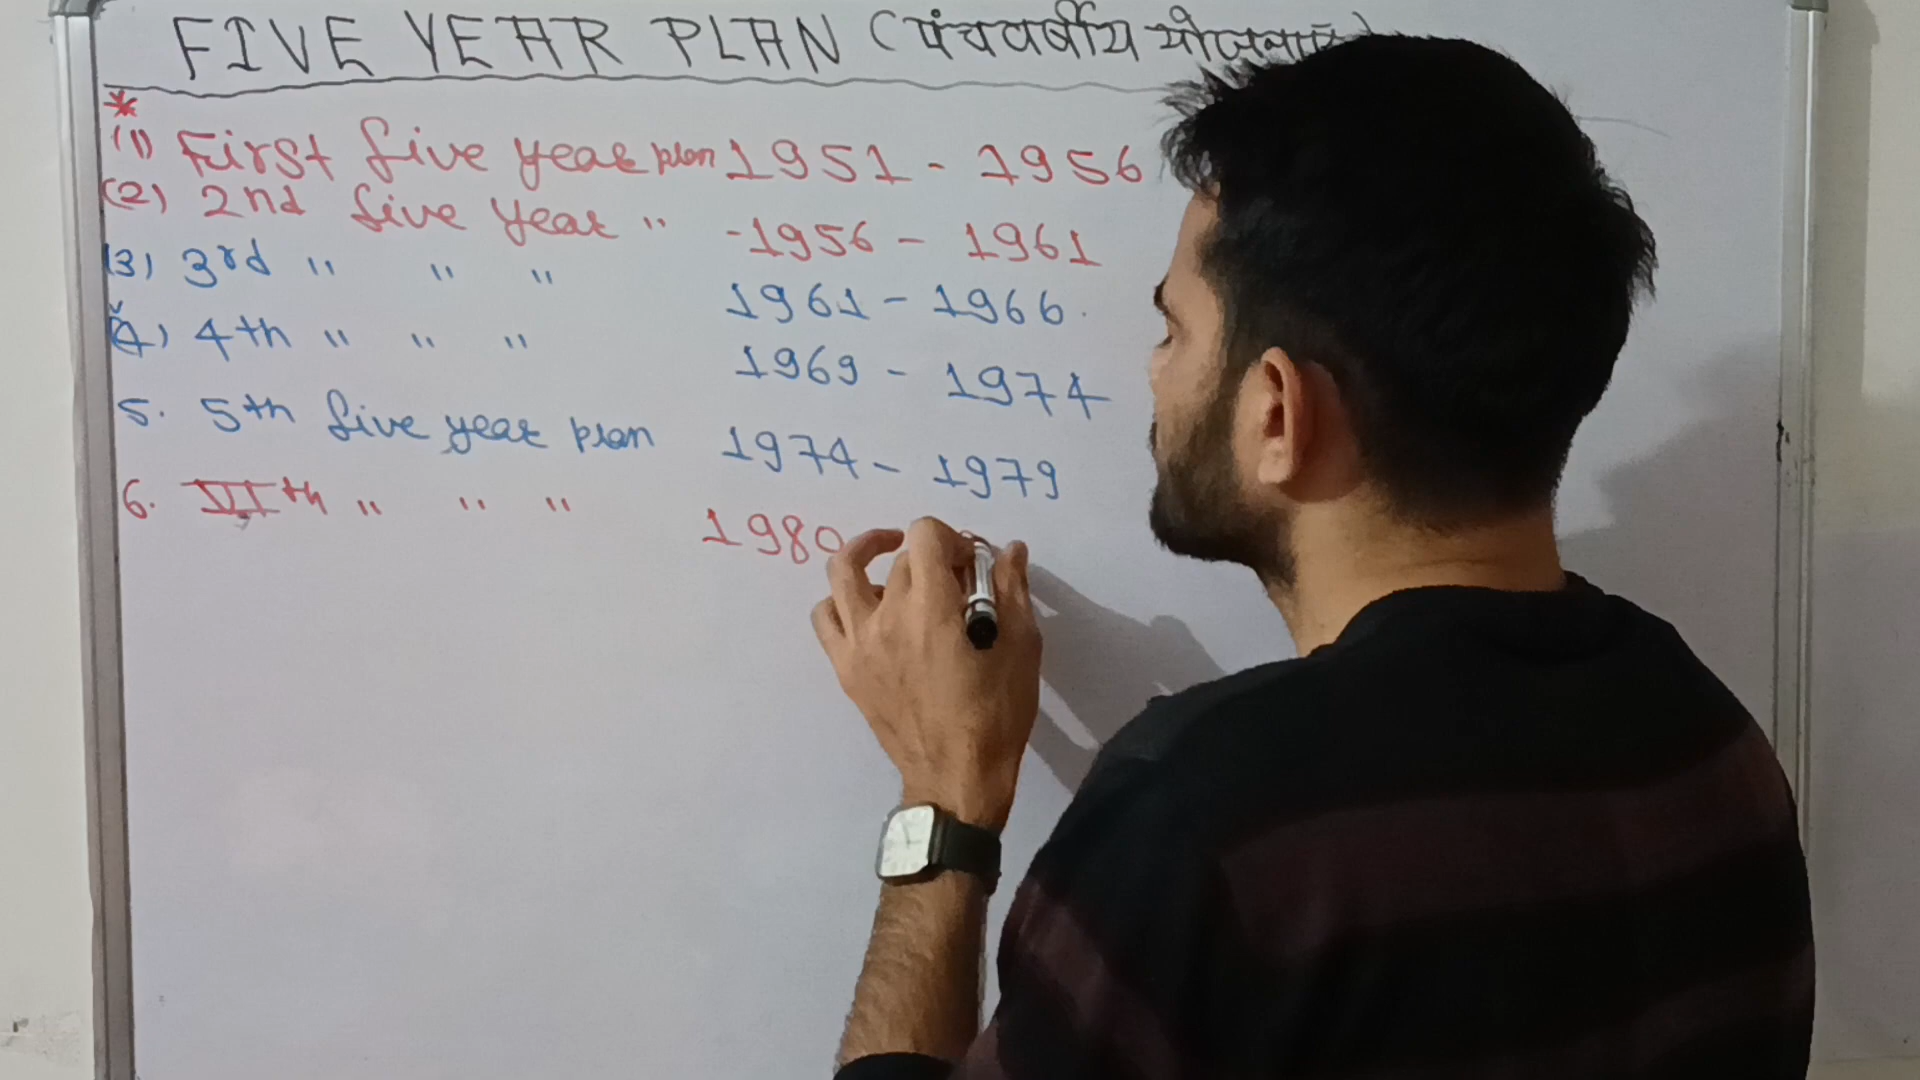 FIVE YEAR PLAN (पंचवर्षीय योजनाएं)
*
(1) First five year plan 1951 - 1956
(2) 2nd five year " - 1956 - 1961
(3) 3rd " " " 1961 - 1966.
(4) 4th " " " 1969 - 1974
5. 5th five year plan 1974 - 1979
6. VIth " " " 1980